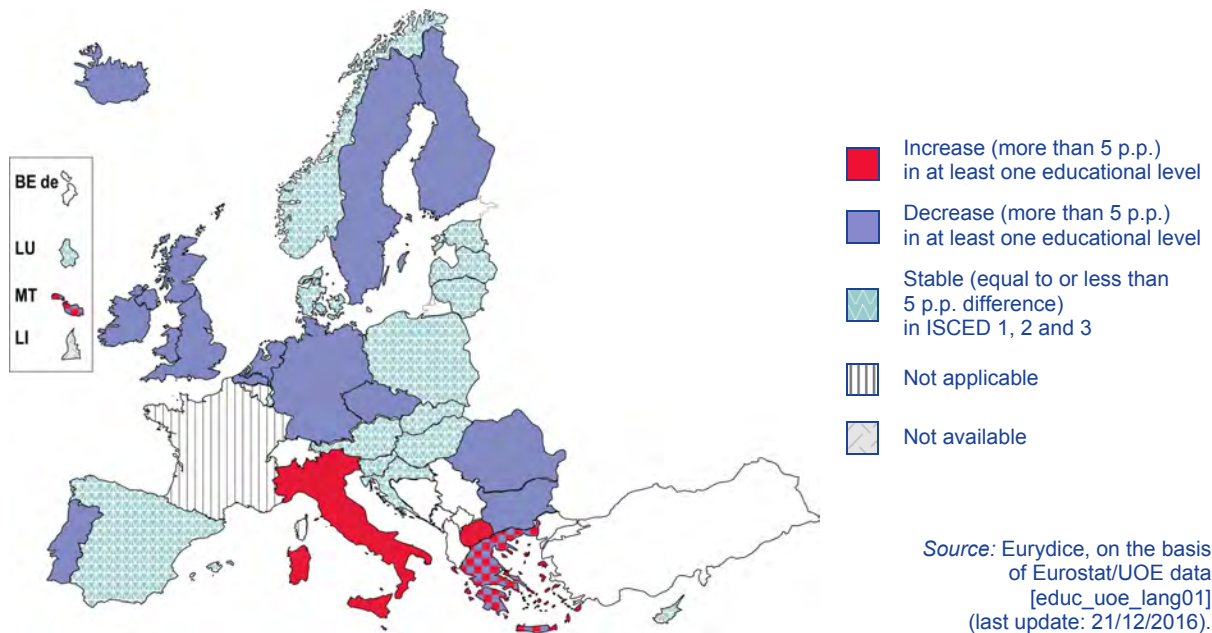 BE de
LU
MT
LI
Increase (more than 5 p.p.)
in at least one educational level
Decrease (more than 5 p.p.)
in at least one educational level
Stable (equal to or less than
5 p.p. difference)
in ISCED 1, 2 and 3
Not applicable
Not available
Source: Eurydice, on the basis
of Eurostat/UOE data
[educ_uoe_lang01]
(last update: 21/12/2016).